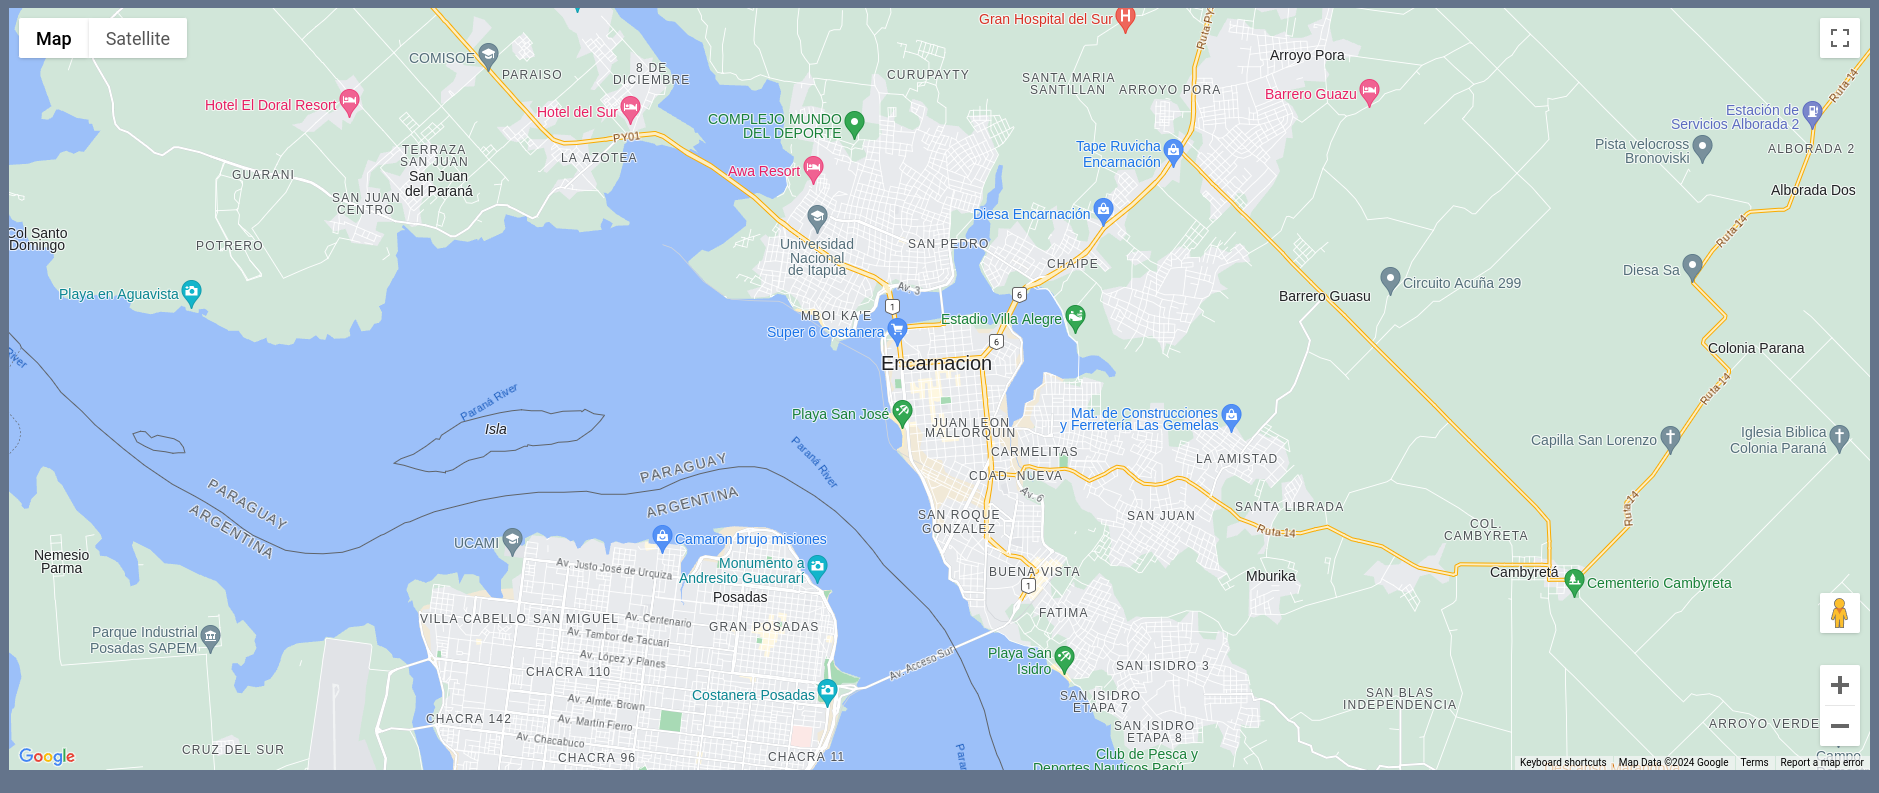 Map
Satellite
Gran Hospital del Sur
Ruta PY
COMISOE
PARAISO
8 DE
DICIEMBRE
CURUPAYTY
SANTA MARIA
SANTILLAN
ARROYO PORA
Arroyo Pora
Barrero Guazu
Ruta 14
Estación de
Servicios Alborada 2
Hotel El Doral Resort
Hotel del Sur
COMPLEJO MUNDO
DEL DEPORTE
PY01
Pista velocross
Bronoviski
ALBORADA 2
TERRAZA
SAN JUAN
San Juan
del Paraná
LA AZOTEA
Awa Resort
Tape Ruvicha
Encarnación
GUARANI
SAN JUAN
CENTRO
Alborada Dos
Col Santo
Domingo
POTRERO
Universidad
Nacional
de Itapúa
SAN PEDRO
Diesa Encarnación
CHAIPE
Ruta 14
Diesa Sa
Circuito Acuña 299
Playa en Aguavista
Av. 3
1
6
Barrero Guasu
MBOI KA'E
Super 6 Costanera
Estadio Villa Alegre
6
River
Encarnacion
Colonia Parana
Paraná River
Isla
Ruta 14
Playa San José
JUAN LEON
MALLORQUIN
Mat. de Construcciones
y Ferretería Las Gemelas
Paraná River
CARMELITAS
LA AMISTAD
Capilla San Lorenzo
Iglesia Biblica
Colonia Paraná
PARAGUAY
ARGENTINA
PARAGUAY
ARGENTINA
CDAD. NUEVA
Av. 6
SAN ROQUE
GONZALEZ
SAN JUAN
SANTA LIBRADA
Ruta 14
Ruta 14
COL.
CAMBYRETA
UCAMI
Camaron brujo misiones
Nemesio
Parma
Av. Justo José de Urquiza
Monumento a
Andresito Guacurarí
Posadas
BUENA VISTA
1
Mburika
Cambyretá
Cementerio Cambyreta
VILLA CABELLO
SAN MIGUEL
Av. Centenario
GRAN POSADAS
FATIMA
Parque Industrial
Posadas SAPEM
Av. Tambor de Tacuari
Av. López y Planes
Av. Acceso Sur
Playa San
Isidro
SAN ISIDRO 3
CHACRA 110
Costanera Posadas
Av. Almte. Brown
SAN ISIDRO
ETAPA 7
SAN BLAS
INDEPENDENCIA
CHACRA 142
Av. Martín Fierro
SAN ISIDRO
ETAPA 8
ARROYO VERDE
Av. Chacabuco
CRUZ DEL SUR
CHACRA 96
CHACRA 11
Club de Pesca y
Deportes Nauticos Pacú
Campo
Google
Keyboard shortcuts
Map Data ©2024 Google
Terms
Report a map error